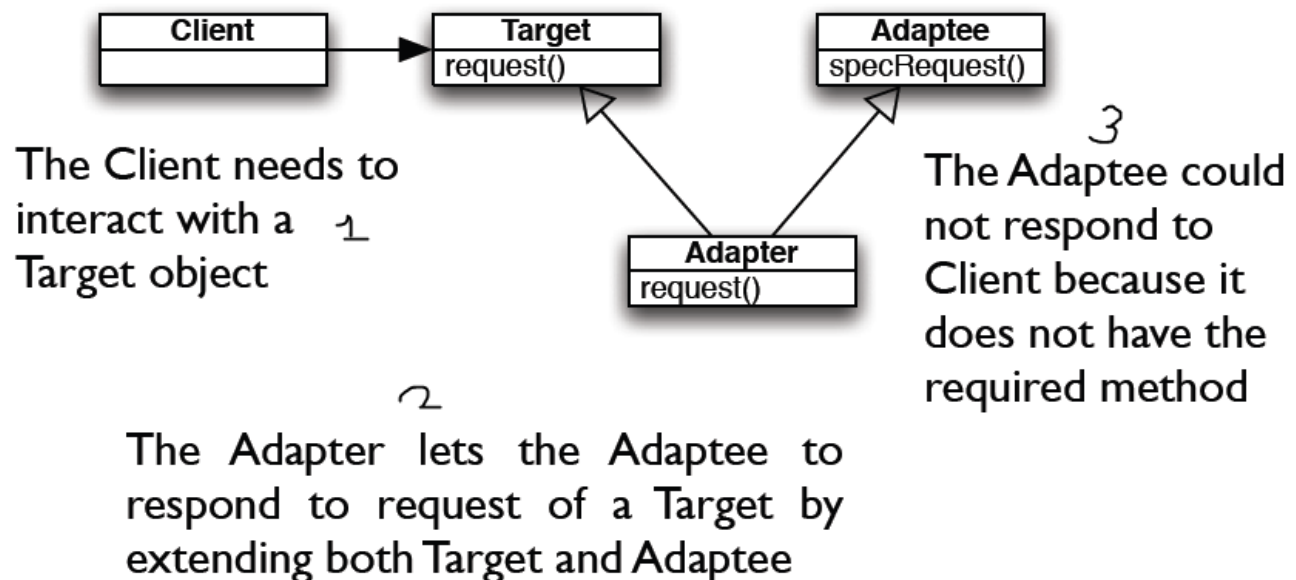 Client
Target
request()
Adaptee
specRequest()
The Client needs to
interact with a 1
Target object
Adapter
request()
3
The Adaptee could
not respond to
Client because it
does not have the
required method
2
The Adapter lets the Adaptee to
respond to request of a Target by
extending both Target and Adaptee